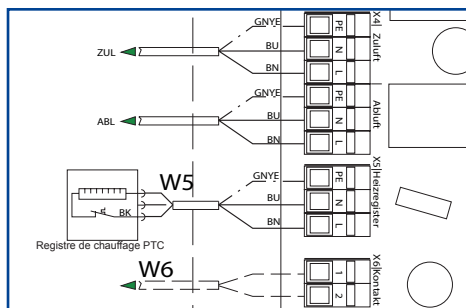 GNYE PE X4
ZUL BU N Zuluft
BN L
GNYE PE
ABL BU N Abluft
BN L
W5 GNYE PE X5 Heizregister
BU N
BK BN L
Registre de chauffage PTC
W6 1 X6 Kontakt
2